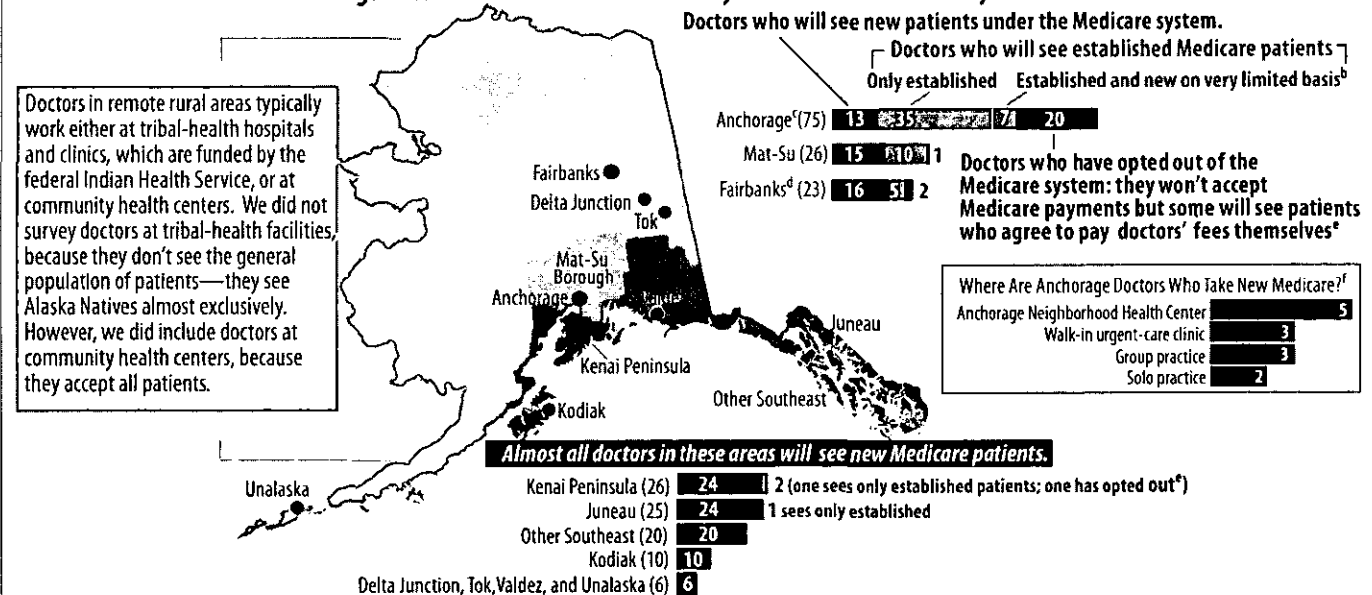 Doctors who will see new patients under the Medicare system.
Doctors who will see established Medicare patients
Only established Established and new on very limited basis b
Anchorage c (75) 13 35 7 20
Mat-Su (26) 15 10 1
Fairbanks d (23) 16 5 2
Doctors who have opted out of the
Medicare system: they won't accept
Medicare payments but some will see patients
who agree to pay doctors' fees themselves e
Doctors in remote rural areas typically
work either at tribal-health hospitals
and clinics, which are funded by the
federal Indian Health Service, or at
community health centers. We did not
survey doctors at tribal-health facilities,
because they don't see the general
population of patients—they see
Alaska Natives almost exclusively.
However, we did include doctors at
community health centers, because
they accept all patients.
Fairbanks
Delta Junction
Tok
Mat-Su
Borough
Anchorage
Kenai Peninsula
Kodiak
Juneau
Other Southeast
Unalaska
Where Are Anchorage Doctors Who Take New Medicare? f
Anchorage Neighborhood Health Center 5
Walk-in urgent-care clinic 3
Group practice 3
Solo practice 2
Almost all doctors in these areas will see new Medicare patients.
Kenai Peninsula (26) 24 2 (one sees only established patients; one has opted out e)
Juneau (25) 24 1 sees only established
Other Southeast (20) 20
Kodiak (10) 10
Delta Junction, Tok, Valdez, and Unalaska (6) 6